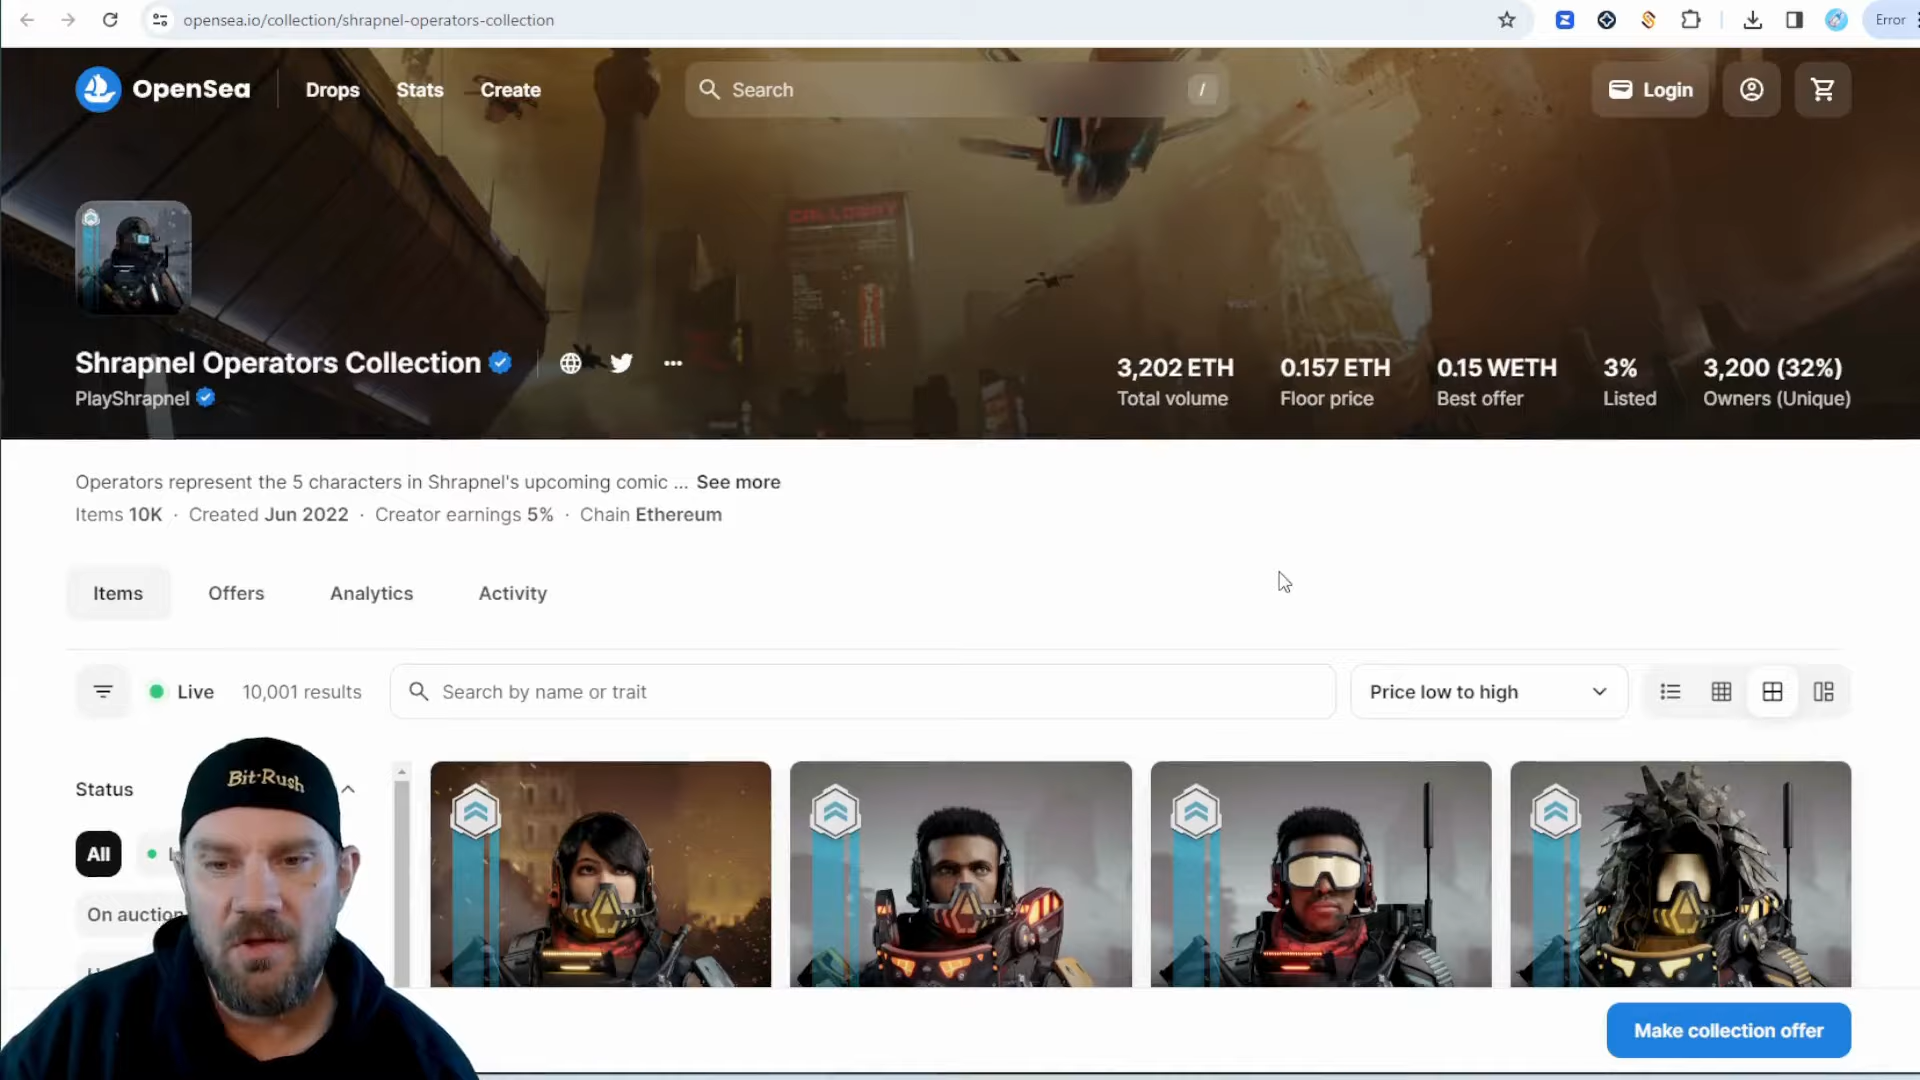 opensea.io/collection/shrapnel-operators-collection
Error
OpenSea
Drops
Stats
Create
Search
/
Login
CALLOWAY
Shrapnel Operators Collection
PlayShrapnel
3,202 ETH
Total volume
0.157 ETH
Floor price
0.15 WETH
Best offer
3%
Listed
3,200 (32%)
Owners (Unique)
Operators represent the 5 characters in Shrapnel's upcoming comic ... See more
Items 10K · Created Jun 2022 · Creator earnings 5% · Chain Ethereum
Items
Offers
Analytics
Activity
Live
10,001 results
Search by name or trait
Price low to high
Status
All
On auction
Bit-Rush
Make collection offer